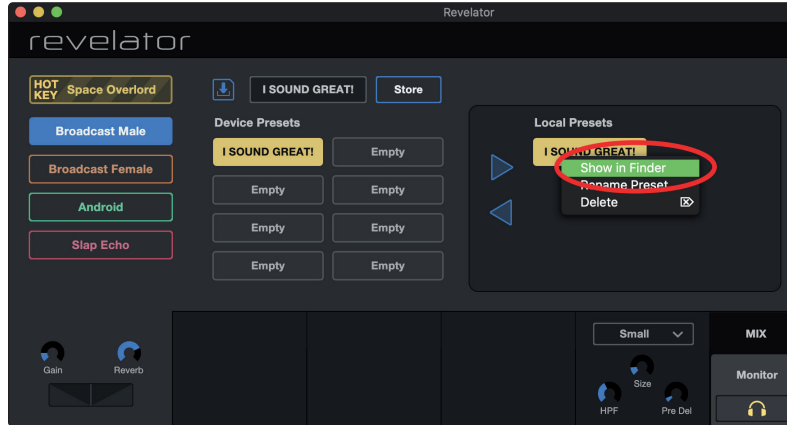 Revelator
revelator
HOT KEY Space Overlord
I SOUND GREAT!
Store
Broadcast Male
Broadcast Female
Android
Slap Echo
Device Presets
I SOUND GREAT!
Empty
Empty
Empty
Empty
Empty
Empty
Empty
Local Presets
I SOUND GREAT!
Show in Finder
Rename Preset
Delete
Gain
Reverb
Small
Size
HPF
Pre Del
MIX
Monitor